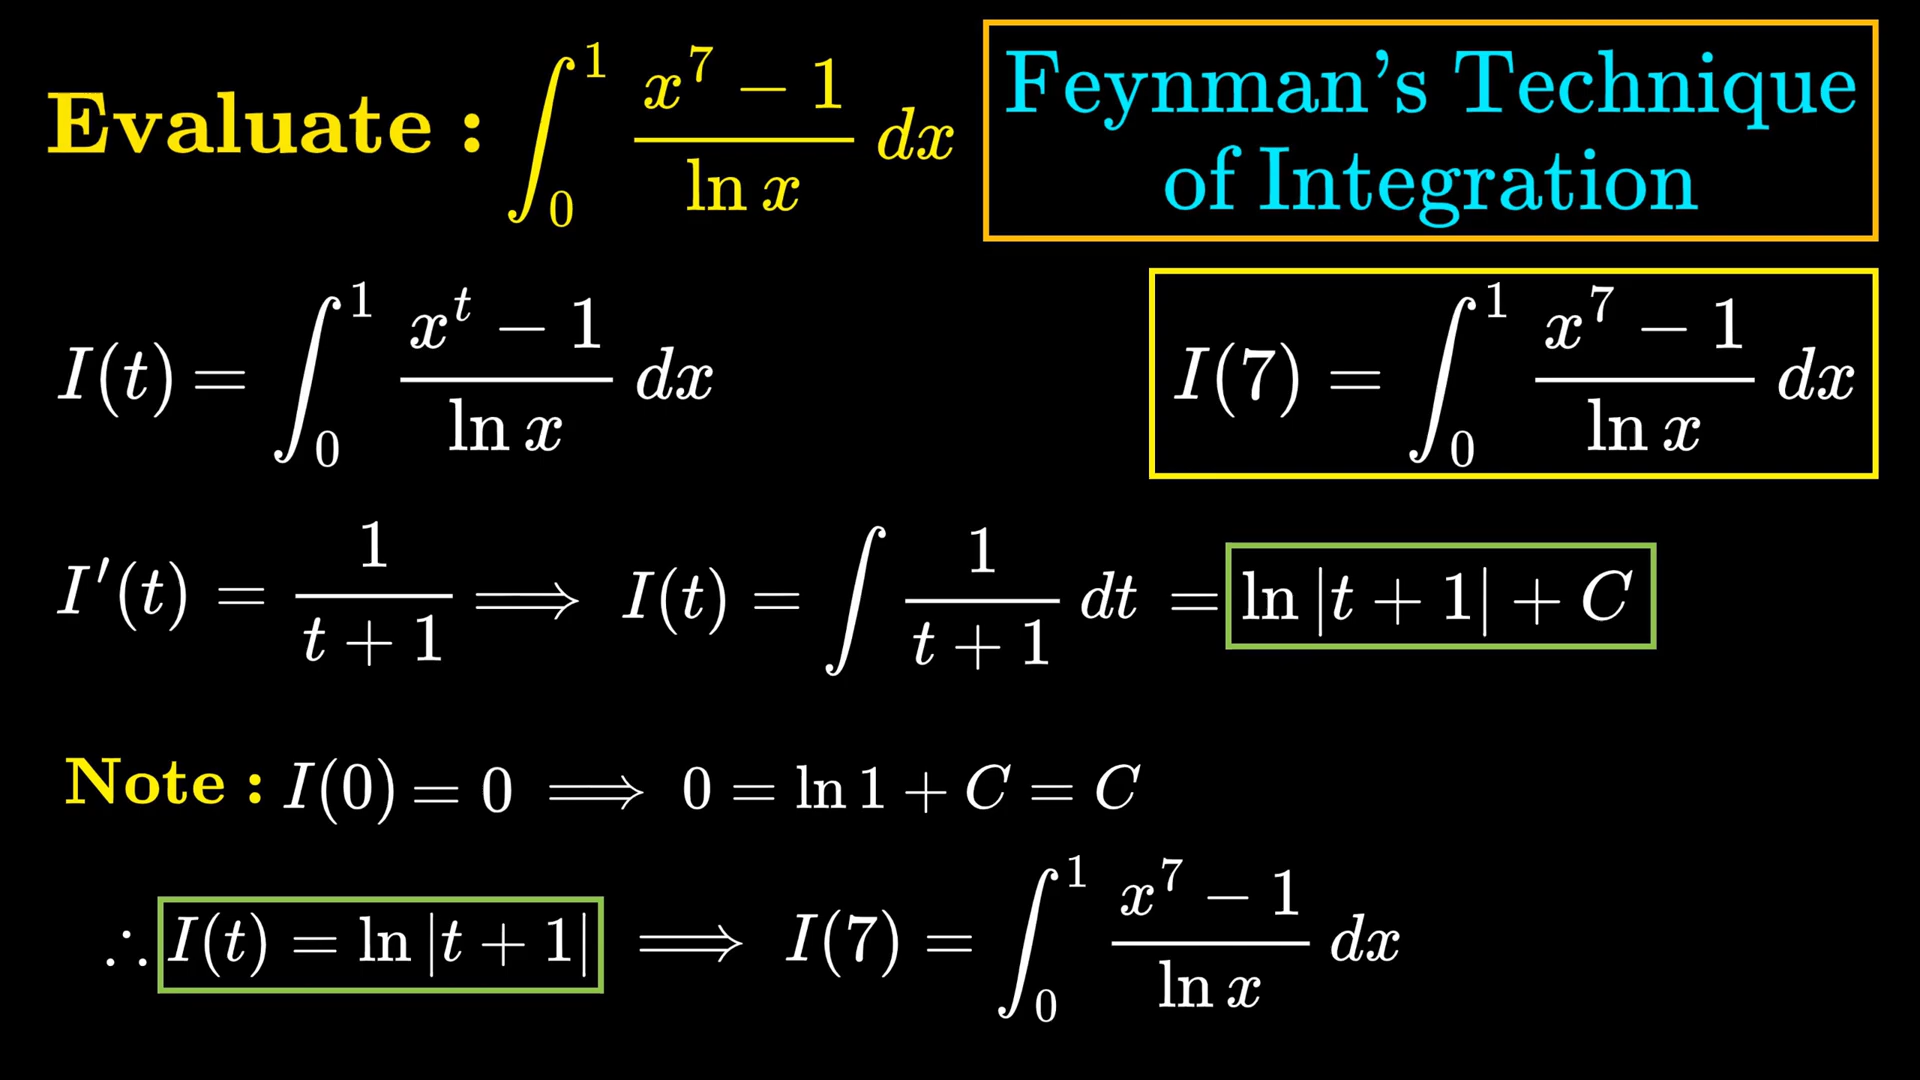 Evaluate : ∫₀¹ (x⁷ − 1)/(ln x) dx
Feynman's Technique
of Integration
I(t) = ∫₀¹ (xᵗ − 1)/(ln x) dx
I(7) = ∫₀¹ (x⁷ − 1)/(ln x) dx
I′(t) = 1/(t + 1) ⟹ I(t) = ∫ 1/(t + 1) dt = ln |t + 1| + C
Note : I(0) = 0 ⟹ 0 = ln 1 + C = C
∴ I(t) = ln |t + 1| ⟹ I(7) = ∫₀¹ (x⁷ − 1)/(ln x) dx